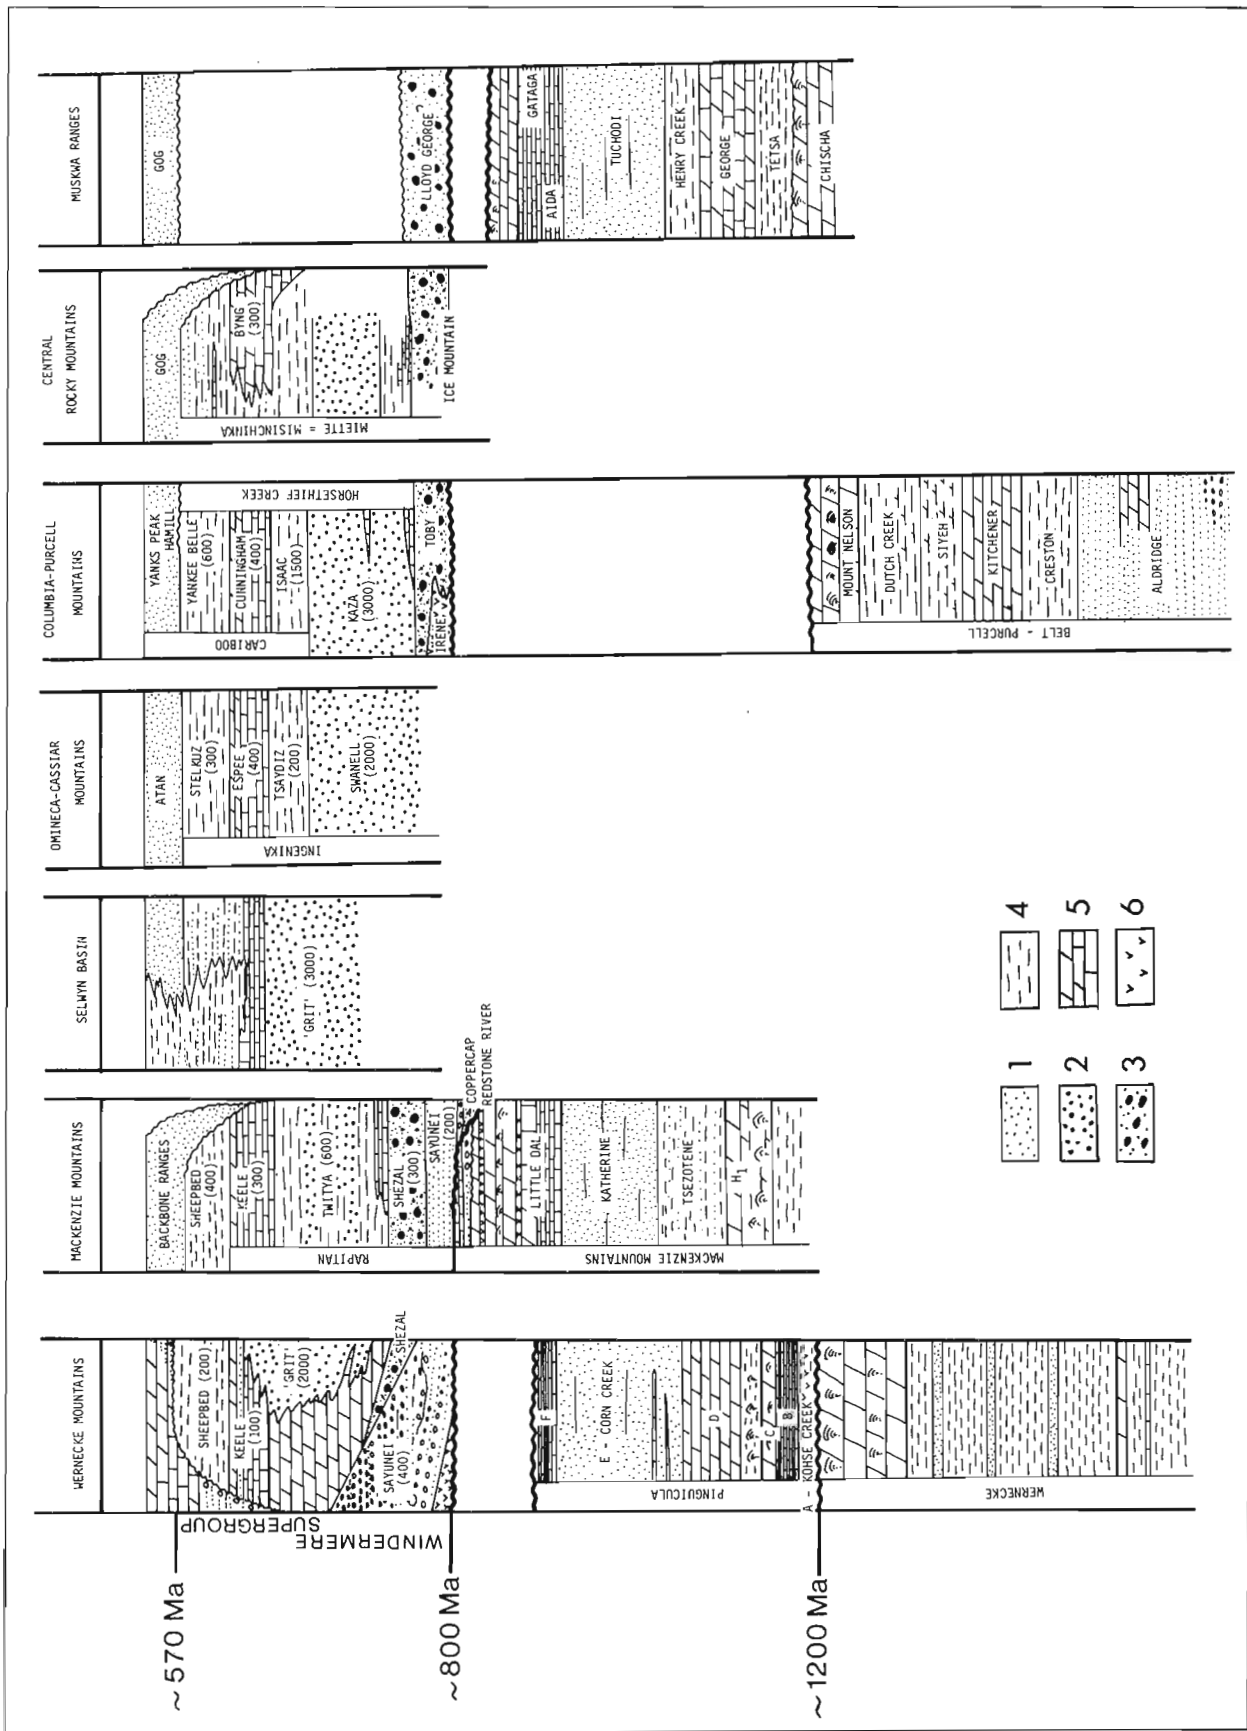 WERNECKE MOUNTAINS
SHEEPBED (200)
KEELE
(100)
'GRIT'
(2000)
SHEZAL
SAYUNEI
(400)
F
E - CORN CREEK
D
C
B
A - KOHSE CREEK
PINGUICULA
WERNECKE
WINDERMERE
SUPERGROUP
~570 Ma
~800 Ma
~1200 Ma
MACKENZIE MOUNTAINS
BACKBONE RANGES
SHEEPBED
(400)
KEELE
(300)
TWITYA (600)
SHEZAL
(300)
SAYUNEI
(200)
RAPITAN
COPPERCAP
REDSTONE RIVER
LITTLE DAL
KATHERINE
TSEZOTENE
H1
MACKENZIE MOUNTAINS
SELWYN BASIN
'GRIT' (3000)
OMINECA-CASSIAR
MOUNTAINS
ATAN
STELKUZ
(300)
ESPEE
(400)
TSAYDIZ
(200)
SWANELL
(2000)
INGENIKA
COLUMBIA-PURCELL
MOUNTAINS
YANKS PEAK
HAMILL
YANKEE BELLE
(600)
CUNNINGHAM
(400)
ISAAC
(1500)
KAZA
(3000)
CARIBOO
HORSETHIEF CREEK
TOBY
IRENE
MOUNT NELSON
DUTCH CREEK
SIYEH
KITCHENER
CRESTON
ALDRIDGE
BELT - PURCELL
CENTRAL
ROCKY MOUNTAINS
GOG
BYNG
(300)
MIETTE = MISINCHINKA
ICE MOUNTAIN
MUSKWA RANGES
GOG
LLOYD GEORGE
GATAGA
AIDA
TUCHODI
HENRY CREEK
GEORGE
TETSA
CHISCHA
1
2
3
4
5
6